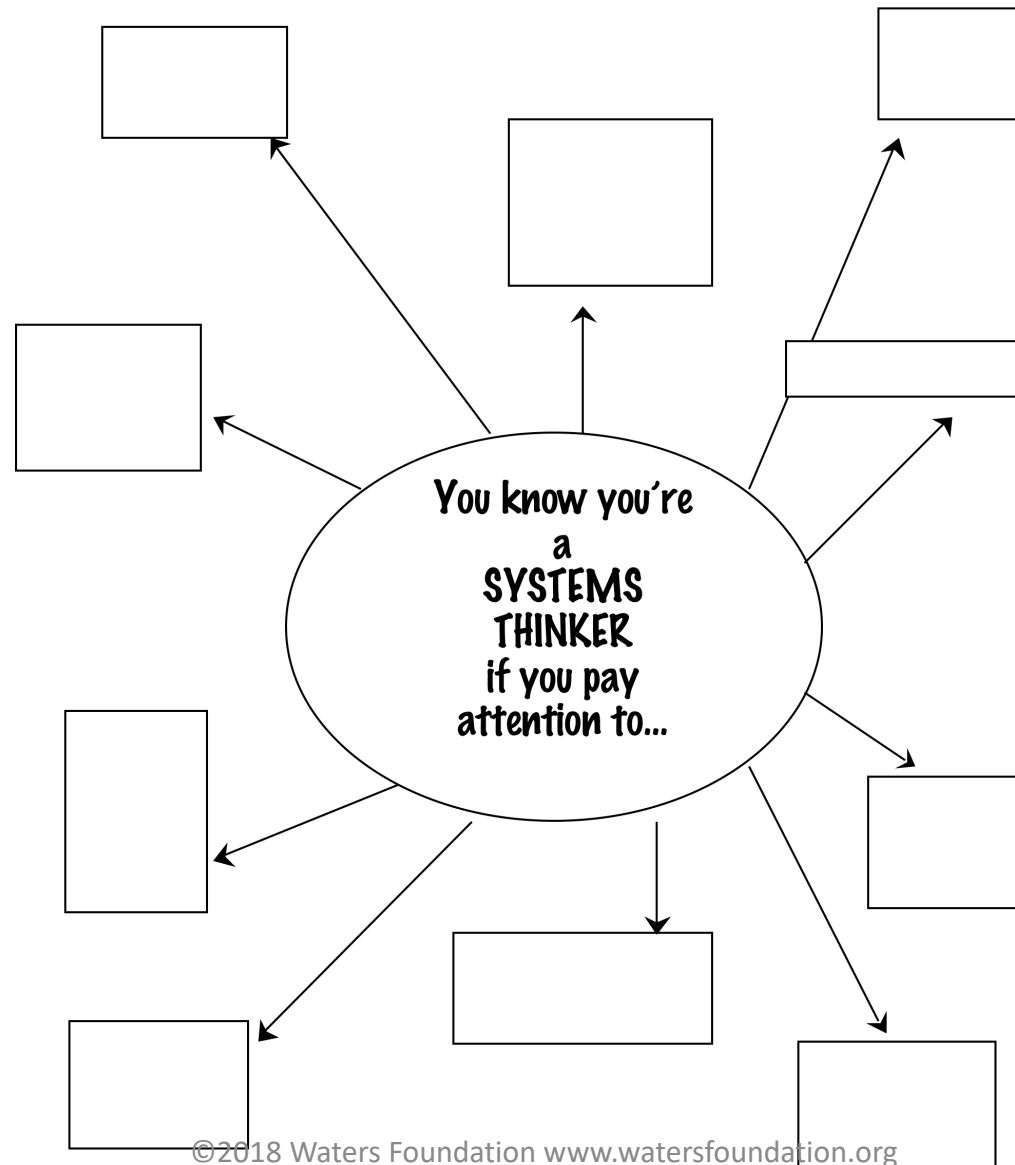 You know you’re
a
SYSTEMS
THINKER
if you pay
attention to...
©2018 Waters Foundation www.watersfoundation.org